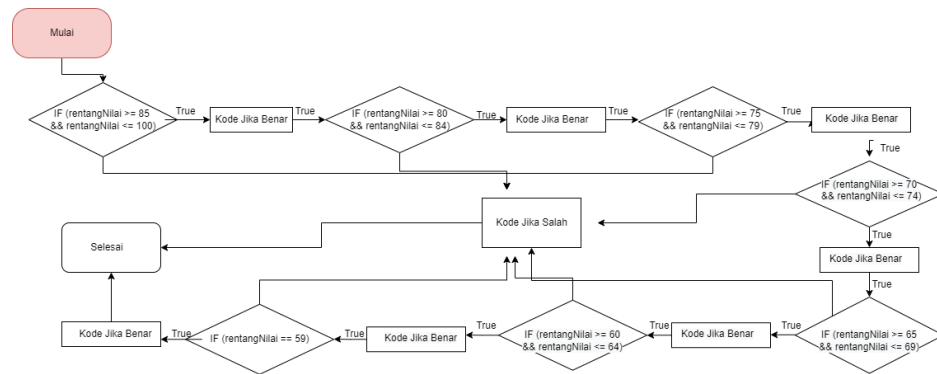 Mulai
IF (rentangNilai >= 85
&& rentangNilai <= 100)
True
Kode Jika Benar
True
IF (rentangNilai >= 80
&& rentangNilai <= 84)
True
Kode Jika Benar
True
IF (rentangNilai >= 75
&& rentangNilai <= 79)
True
Kode Jika Benar
True
IF (rentangNilai >= 70
&& rentangNilai <= 74)
True
Kode Jika Benar
True
IF (rentangNilai >= 65
&& rentangNilai <= 69)
True
Kode Jika Benar
True
IF (rentangNilai >= 60
&& rentangNilai <= 64)
True
Kode Jika Benar
True
IF (rentangNilai == 59)
True
Kode Jika Benar
Kode Jika Salah
Selesai